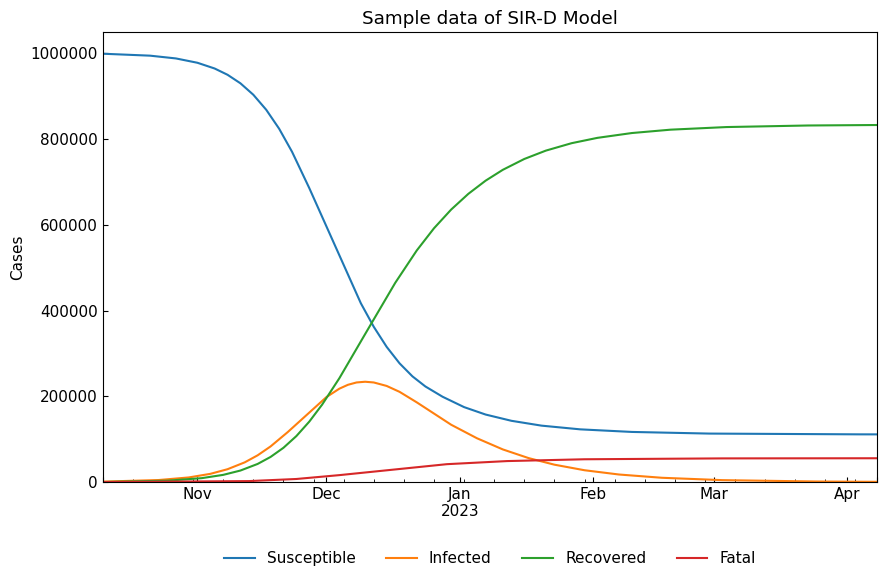 Sample data of SIR-D Model
Cases
1000000
800000
600000
400000
200000
0
Nov Dec Jan Feb Mar Apr
2023
Susceptible Infected Recovered Fatal